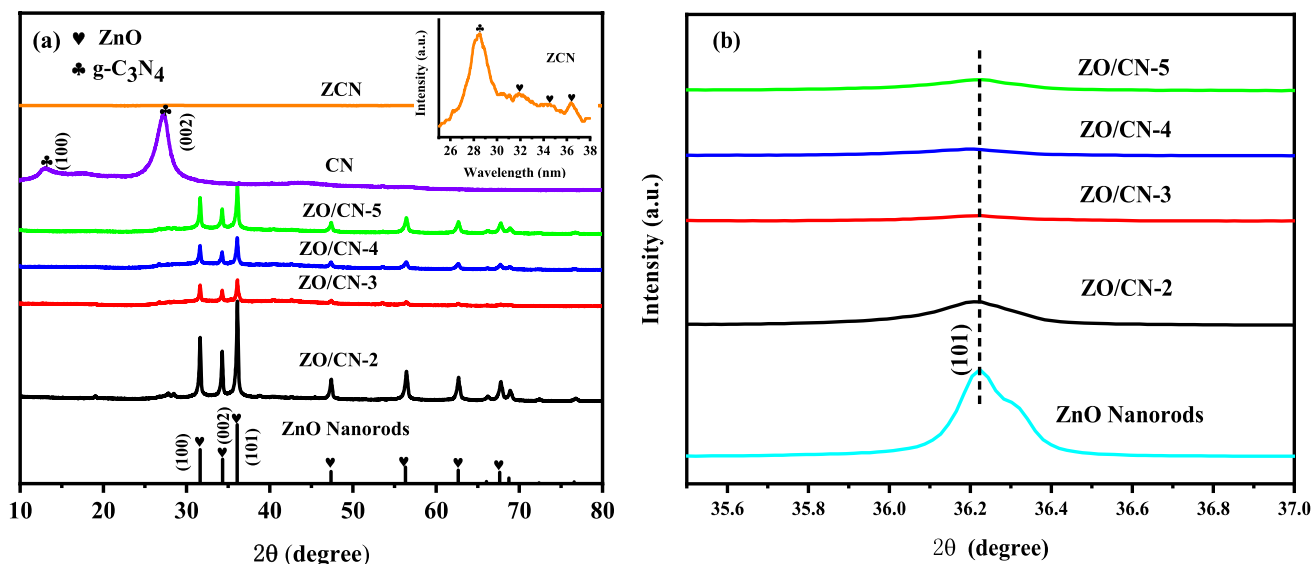 (a)
♥ ZnO
♣ g-C₃N₄
ZCN
♣
(002)
♣
(100)
CN
ZO/CN-5
ZO/CN-4
ZO/CN-3
ZO/CN-2
ZnO Nanorods
(100)
♥
♥
(002)
♥
(101)
♥
♥
♥
♥
10 20 30 40 50 60 70 80
2θ (degree)
Intensity (a.u.)
♣
ZCN
♥
♥
♥
26 28 30 32 34 36 38
Wavelength (nm)
(b)
ZO/CN-5
ZO/CN-4
ZO/CN-3
ZO/CN-2
(101)
ZnO Nanorods
Intensity (a.u.)
35.6 35.8 36.0 36.2 36.4 36.6 36.8 37.0
2θ (degree)